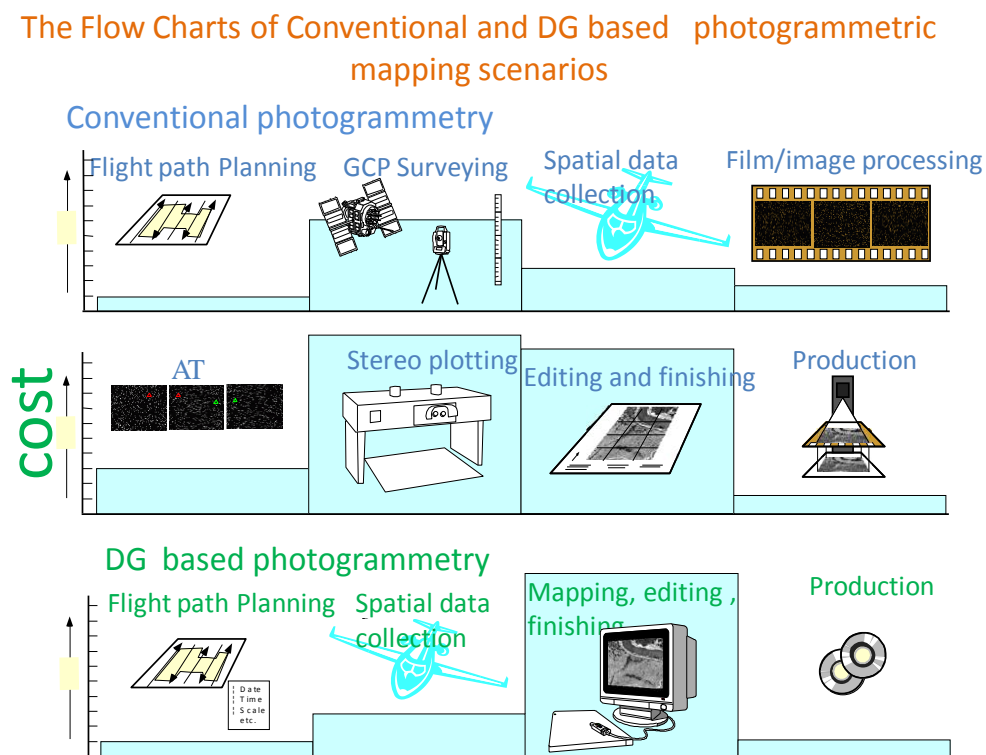 The Flow Charts of Conventional and DG based photogrammetric
mapping scenarios
Conventional photogrammetry
Flight path Planning
GCP Surveying
Spatial data
collection
Film/image processing
cost
AT
Stereo plotting
Editing and finishing
Production
DG based photogrammetry
Flight path Planning
Spatial data
collection
Mapping, editing ,
finishing
Production
Date
Time
Scale
etc.